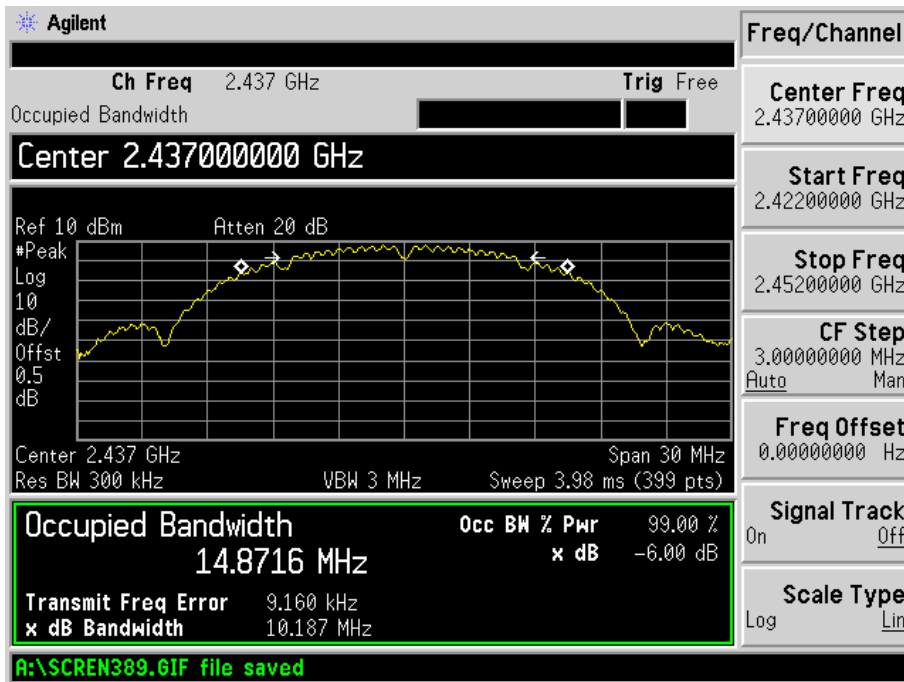 Agilent
Freq/Channel
Ch Freq 2.437 GHz Trig Free
Occupied Bandwidth
Center 2.437000000 GHz
Ref 10 dBm Atten 20 dB
#Peak
Log
10
dB/
Offst
0.5
dB
Center 2.437 GHz Span 30 MHz
Res BW 300 kHz VBW 3 MHz Sweep 3.98 ms (399 pts)
Occupied Bandwidth
14.8716 MHz
Occ BW % Pwr 99.00 %
x dB -6.00 dB
Transmit Freq Error 9.160 kHz
x dB Bandwidth 10.187 MHz
A:\SCREN389.GIF file saved
Center Freq
2.43700000 GHz
Start Freq
2.42200000 GHz
Stop Freq
2.45200000 GHz
CF Step
3.00000000 MHz
Auto Man
Freq Offset
0.00000000 Hz
Signal Track
On Off
Scale Type
Log Lin